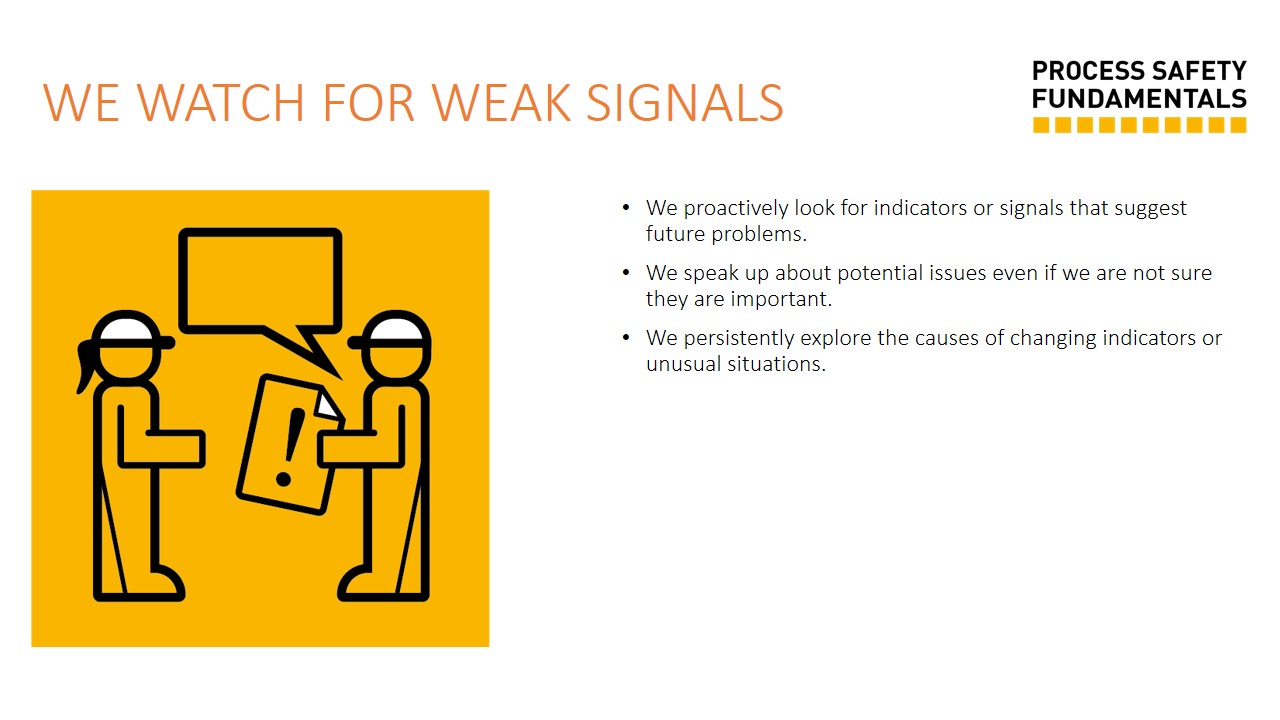 WE WATCH FOR WEAK SIGNALS
PROCESS SAFETY
FUNDAMENTALS
• We proactively look for indicators or signals that suggest
future problems.
• We speak up about potential issues even if we are not sure
they are important.
• We persistently explore the causes of changing indicators or
unusual situations.
!